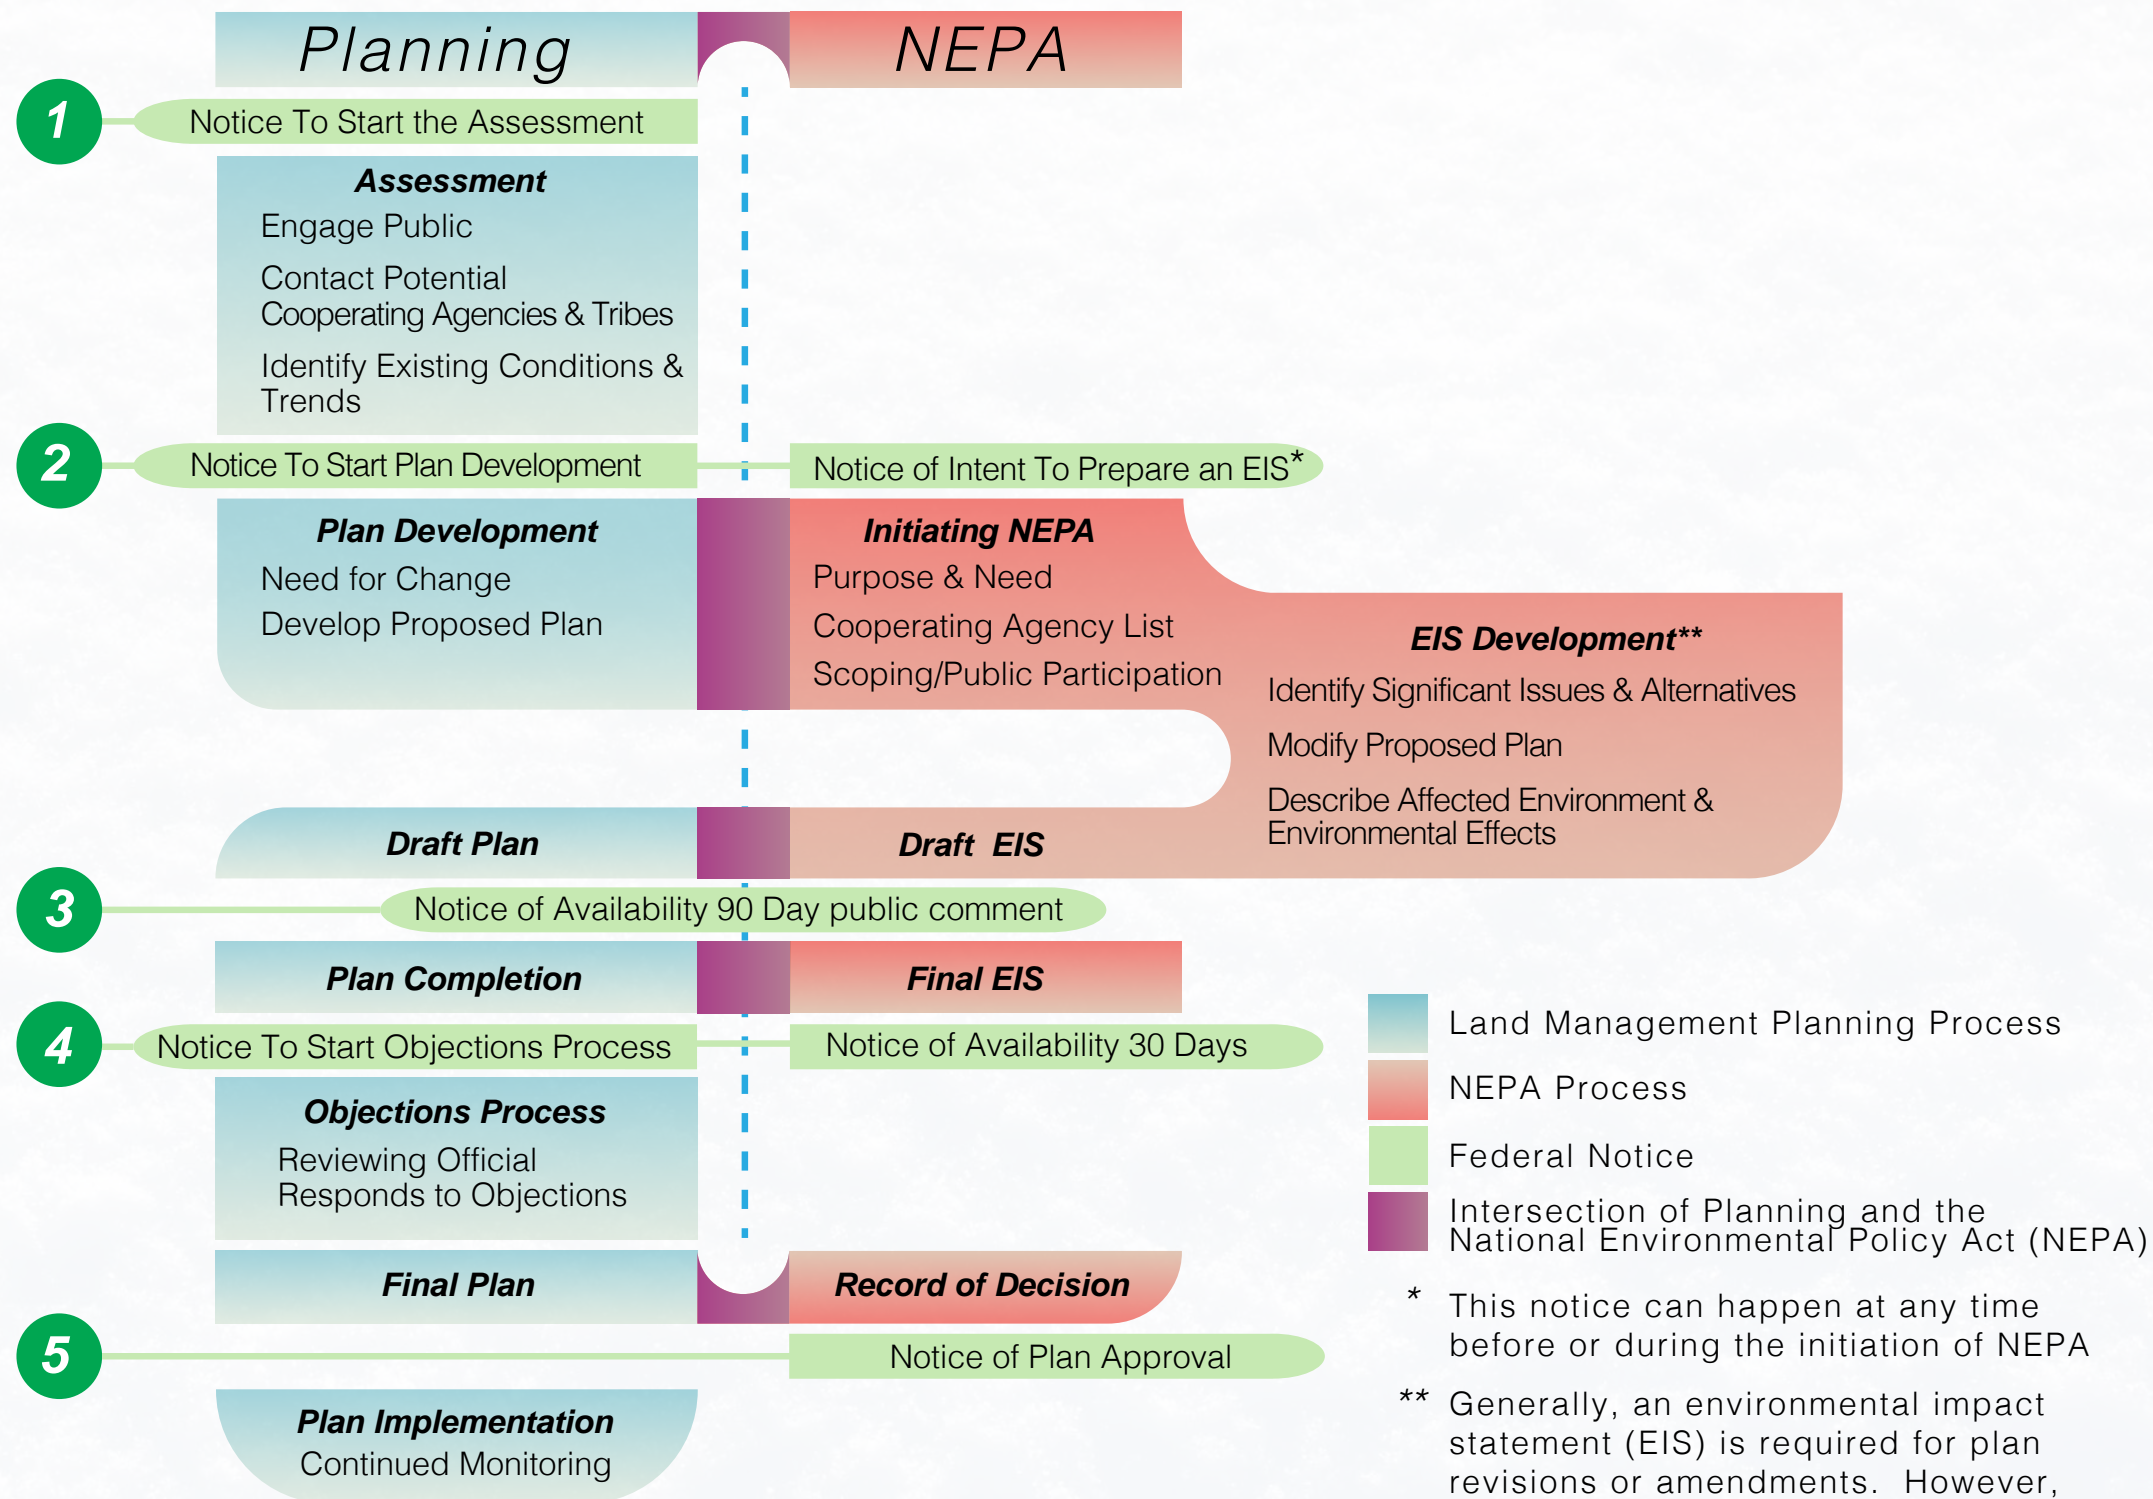 Planning
NEPA
1
Notice To Start the Assessment
Assessment
Engage Public
Contact Potential
Cooperating Agencies & Tribes
Identify Existing Conditions &
Trends
2
Notice To Start Plan Development
Notice of Intent To Prepare an EIS*
Plan Development
Need for Change
Develop Proposed Plan
Initiating NEPA
Purpose & Need
Cooperating Agency List
Scoping/Public Participation
EIS Development**
Identify Significant Issues & Alternatives
Modify Proposed Plan
Describe Affected Environment &
Environmental Effects
Draft Plan
Draft EIS
3
Notice of Availability 90 Day public comment
Plan Completion
Final EIS
4
Notice To Start Objections Process
Notice of Availability 30 Days
Objections Process
Reviewing Official
Responds to Objections
Final Plan
Record of Decision
5
Notice of Plan Approval
Plan Implementation
Continued Monitoring
Land Management Planning Process
NEPA Process
Federal Notice
Intersection of Planning and the
National Environmental Policy Act (NEPA)
* This notice can happen at any time
before or during the initiation of NEPA
** Generally, an environmental impact
statement (EIS) is required for plan
revisions or amendments. However,